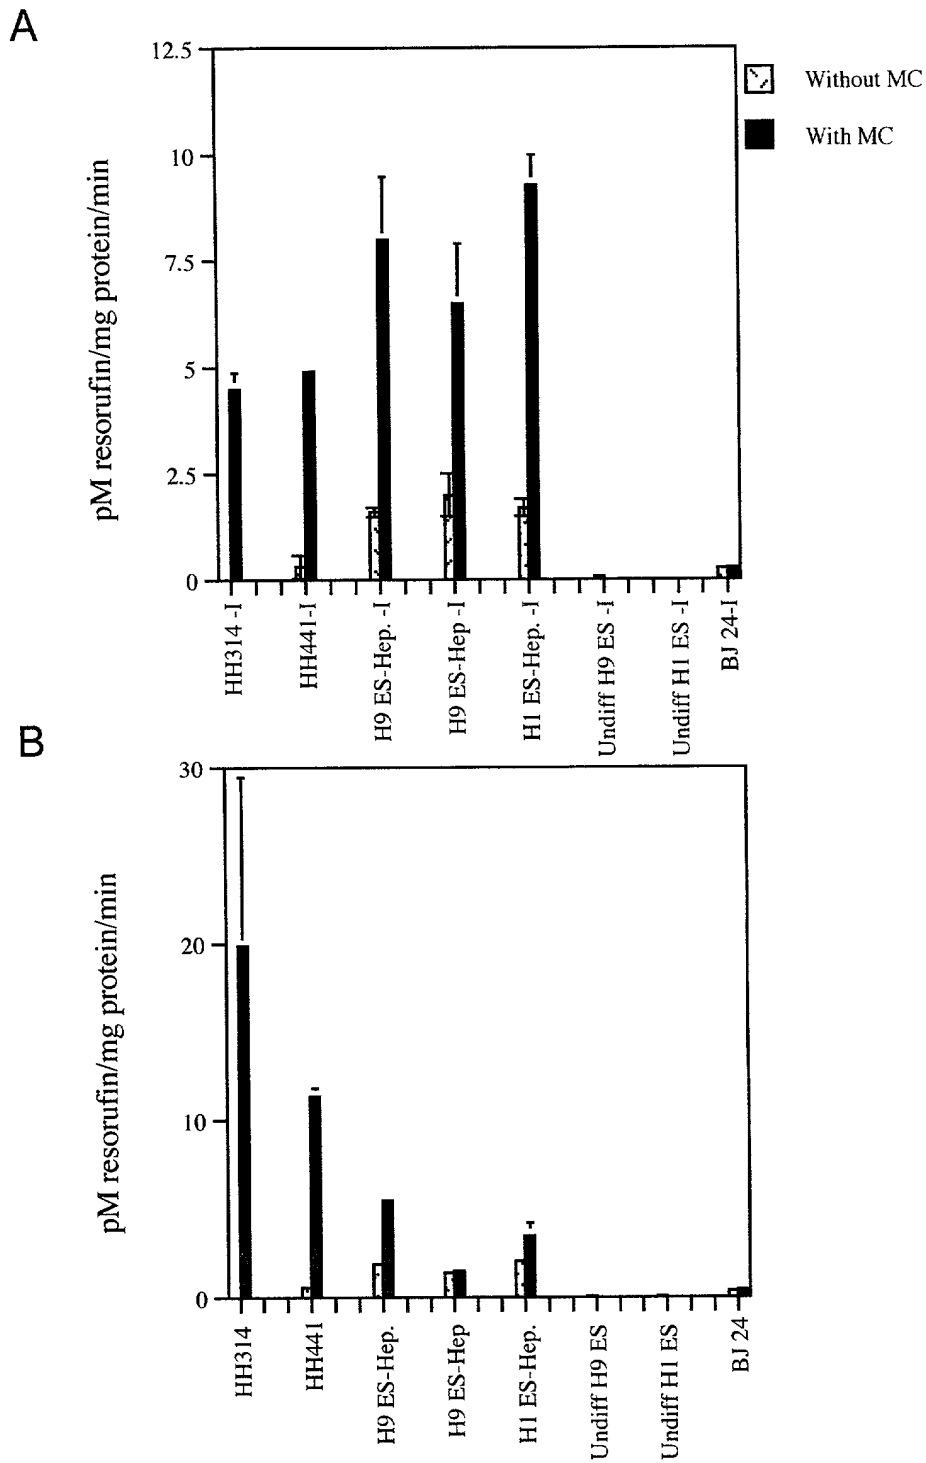 A
12.5
10
7.5
5
2.5
0
pM resorufin/mg protein/min
Without MC
With MC
HH314 -I
HH441-I
H9 ES-Hep. -I
H9 ES-Hep -I
H1 ES-Hep. -I
Undiff H9 ES -I
Undiff H1 ES -I
BJ 24-I
B
30
20
10
0
pM resorufin/mg protein/min
HH314
HH441
H9 ES-Hep.
H9 ES-Hep
H1 ES-Hep.
Undiff H9 ES
Undiff H1 ES
BJ 24